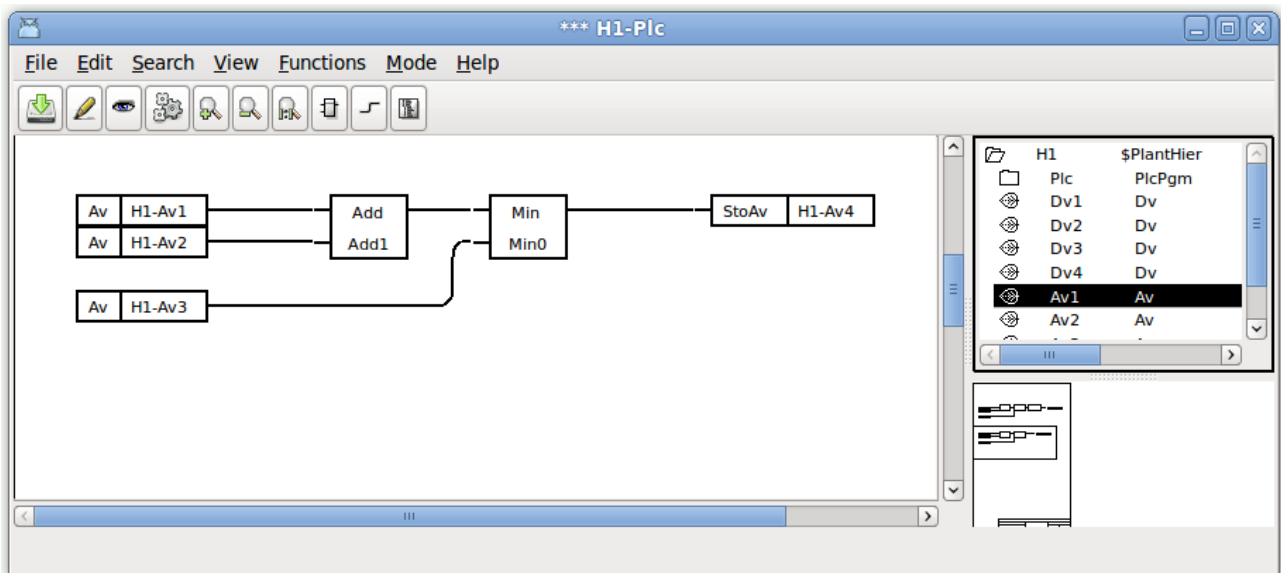 *** H1-Plc
File Edit Search View Functions Mode Help
Av H1-Av1
Av H1-Av2
Av H1-Av3
Add
Add1
Min
Min0
StoAv H1-Av4
H1 $PlantHier
Plc PlcPgm
Dv1 Dv
Dv2 Dv
Dv3 Dv
Dv4 Dv
Av1 Av
Av2 Av